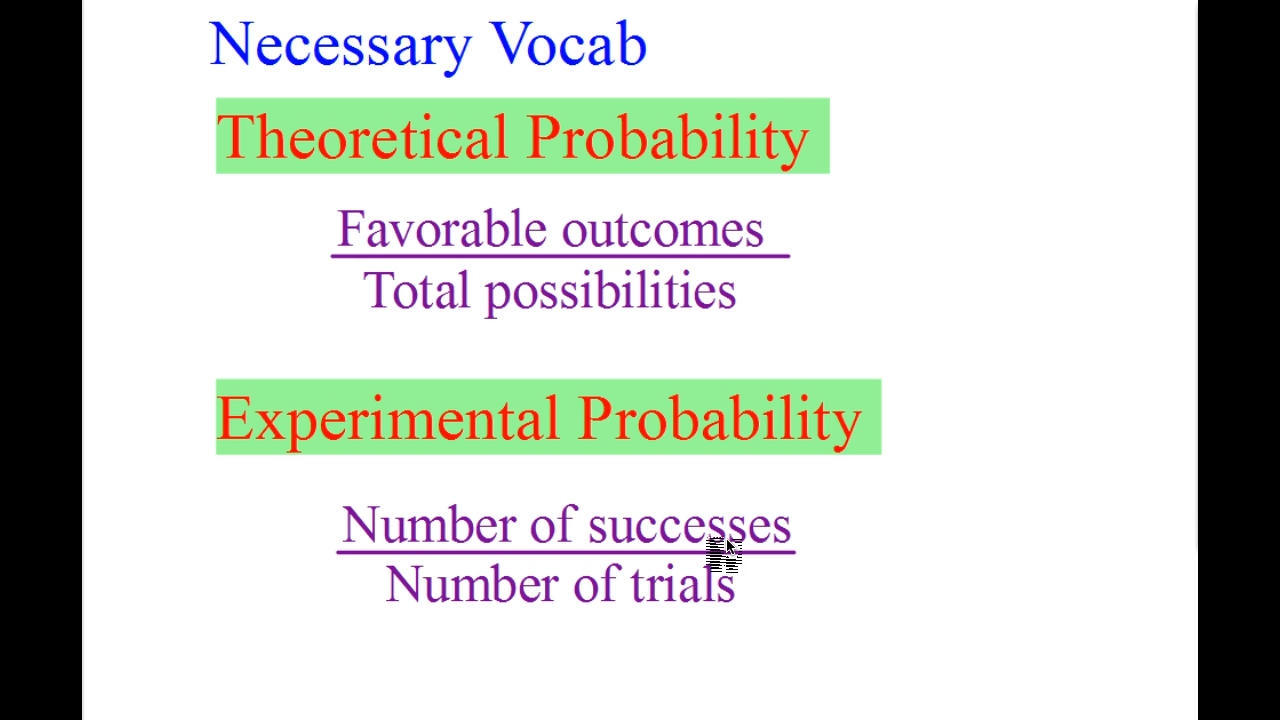 Necessary Vocab
Theoretical Probability
Favorable outcomes
Total possibilities
Experimental Probability
Number of successes
Number of trials